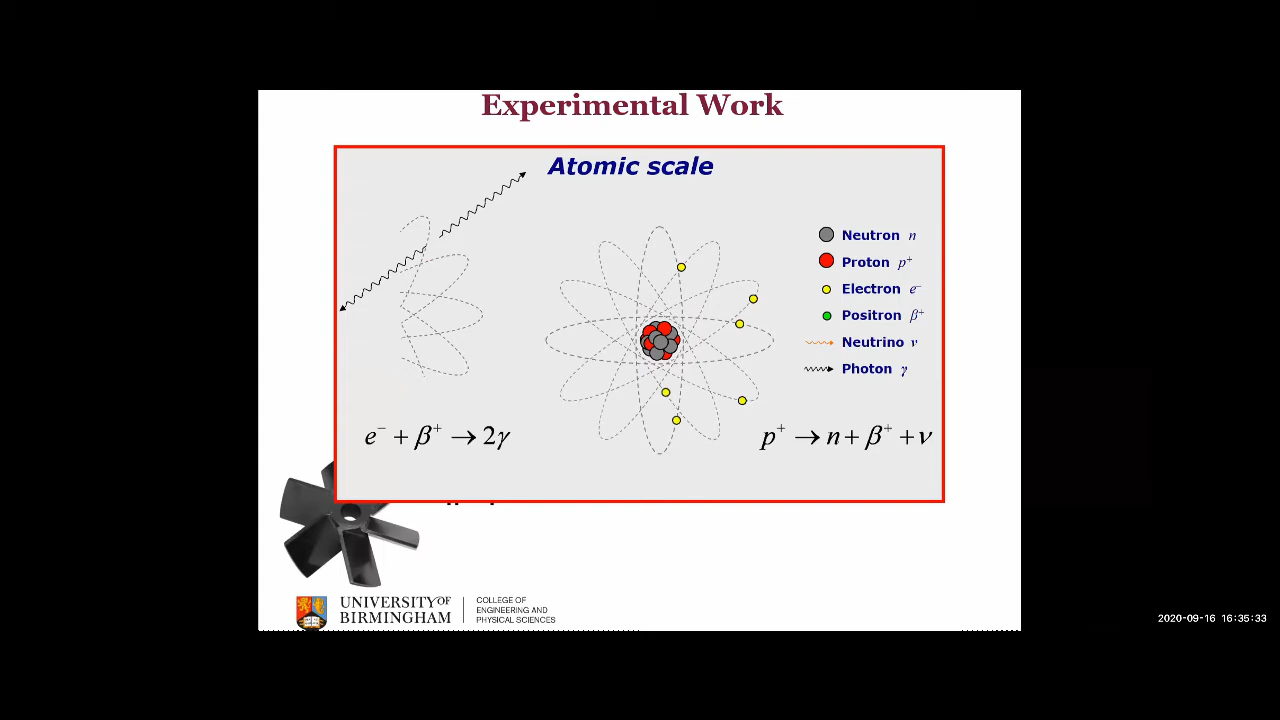 Experimental Work
Atomic scale
Neutron n
Proton p⁺
Electron e⁻
Positron β⁺
Neutrino ν
Photon γ
e⁻ + β⁺ → 2γ
p⁺ → n + β⁺ + ν
UNIVERSITY OF
BIRMINGHAM
COLLEGE OF
ENGINEERING AND
PHYSICAL SCIENCES
2020-09-16 16:35:33